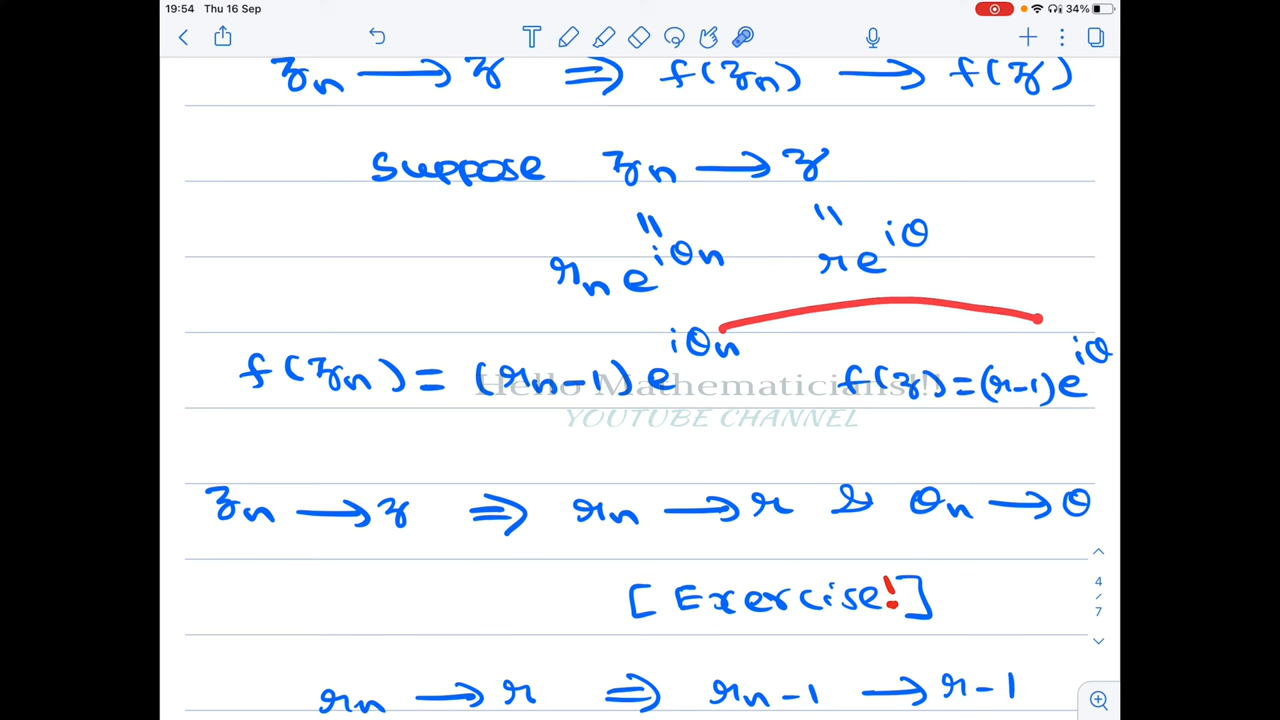 19:54 Thu 16 Sep 34%
zn → z ⇒ f(zn) → f(z)
Suppose zn → z
" "
rn e^iθn re^iθ
f(zn) = (rn-1) e^iθn f(z) = (r-1) e^iθ
Hello Mathematicians!!!
YOUTUBE CHANNEL
zn → z ⇒ rn → r & θn → θ
4
/
7
[Exercise!]
rn → r ⇒ rn-1 → r-1